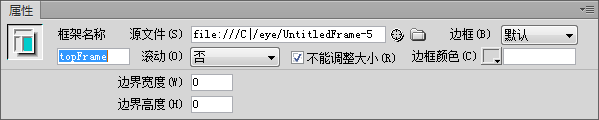 属性
框架名称 源文件(S) file:///C|/eye/UntitledFrame-5 边框(B) 默认
topFrame 滚动(O) 否 不能调整大小(R) 边框颜色(C)
边界宽度(W) 0
边界高度(H) 0